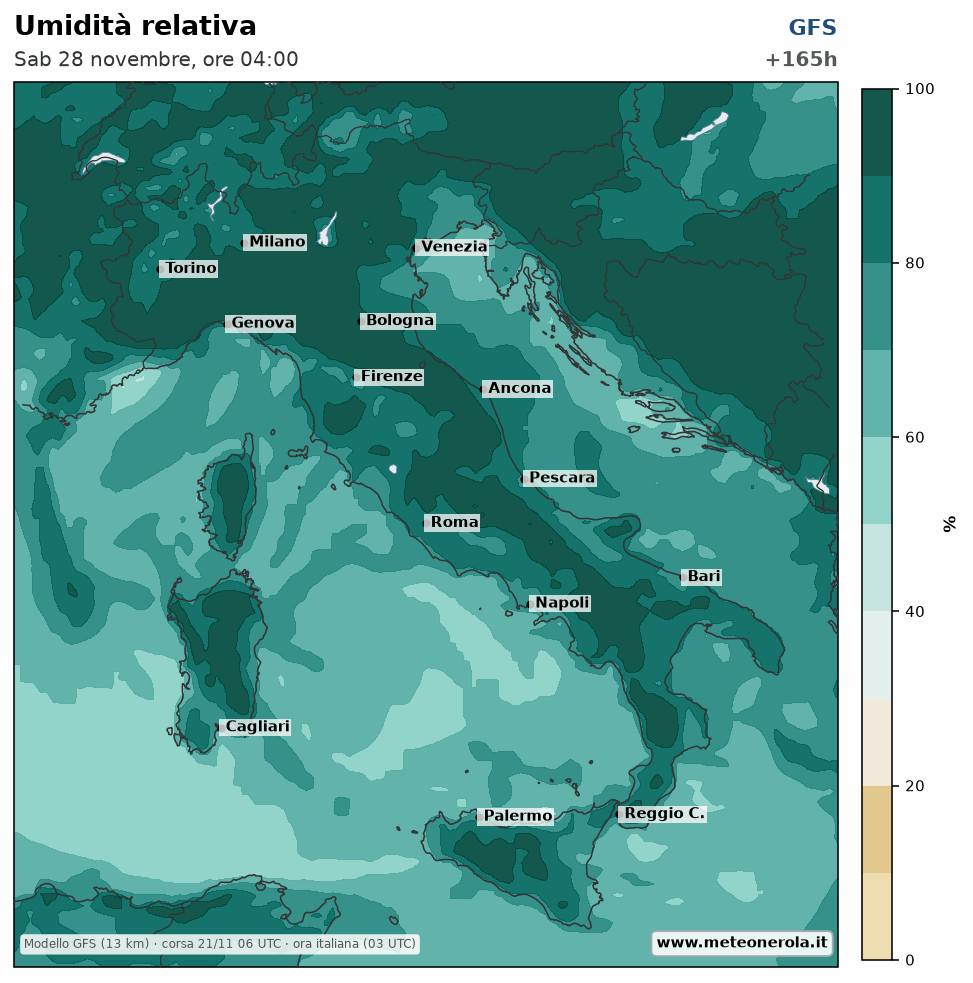 Umidità relativa
GFS
Sab 28 novembre, ore 04:00
+165h
100
80
60
40
20
0
%
Milano
Venezia
Torino
Genova
Bologna
Firenze
Ancona
Pescara
Roma
Bari
Napoli
Cagliari
Palermo
Reggio C.
Modello GFS (13 km) · corsa 21/11 06 UTC · ora italiana (03 UTC)
www.meteonerola.it